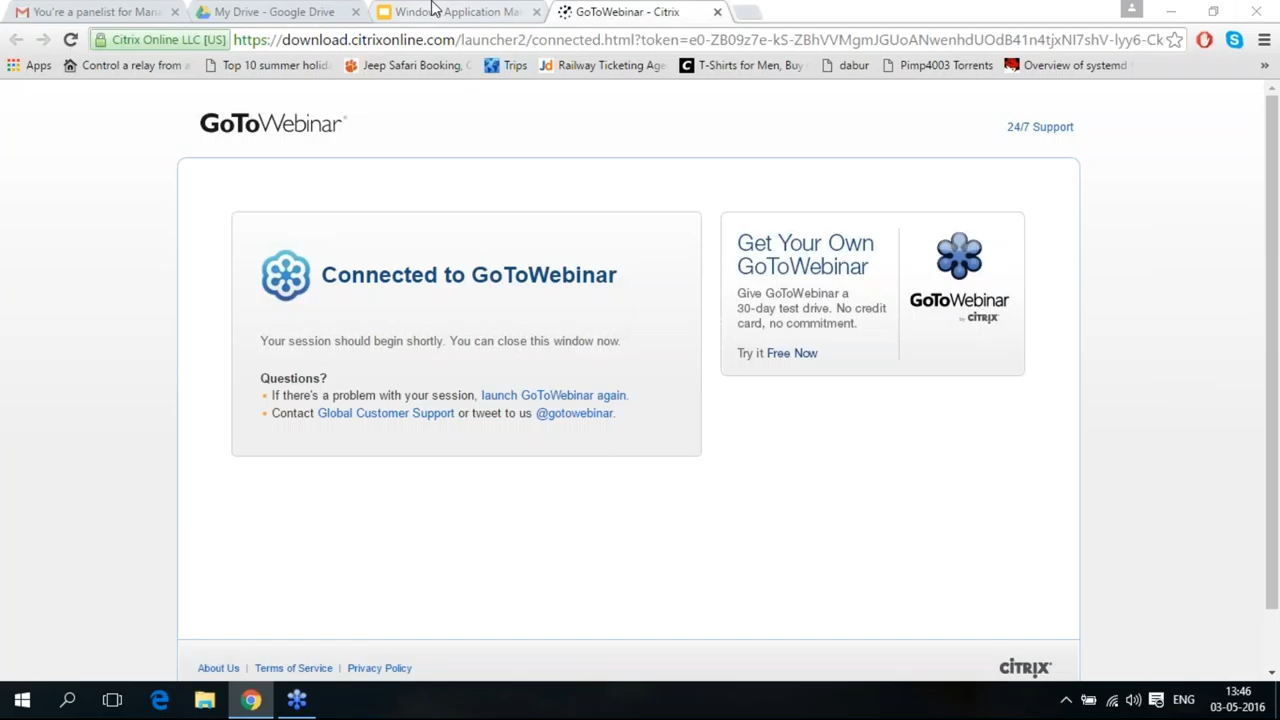 You're a panelist for Mana
My Drive - Google Drive
Windows Application Ma
GoToWebinar - Citrix
Citrix Online LLC [US]
https://download.citrixonline.com/launcher2/connected.html?token=e0-ZB09z7e-kS-ZBhVVMgmJGUoANwenhdUOdB41n4tjxNI7shV-lyy6-Ck
Apps
Control a relay from a
Top 10 summer holid
Jeep Safari Booking, C
Trips
Jd Railway Ticketing Age
T-Shirts for Men, Buy
dabur
Pimp4003 Torrents
Overview of systemd
GoToWebinar
24/7 Support
Connected to GoToWebinar
Your session should begin shortly. You can close this window now.
Questions?
If there's a problem with your session, launch GoToWebinar again.
Contact Global Customer Support or tweet to us @gotowebinar.
Get Your Own
GoToWebinar
Give GoToWebinar a
30-day test drive. No credit
card, no commitment.
Try it Free Now
GoToWebinar
by CITRIX
About Us | Terms of Service | Privacy Policy
CITRIX
ENG
13:46
03-05-2016